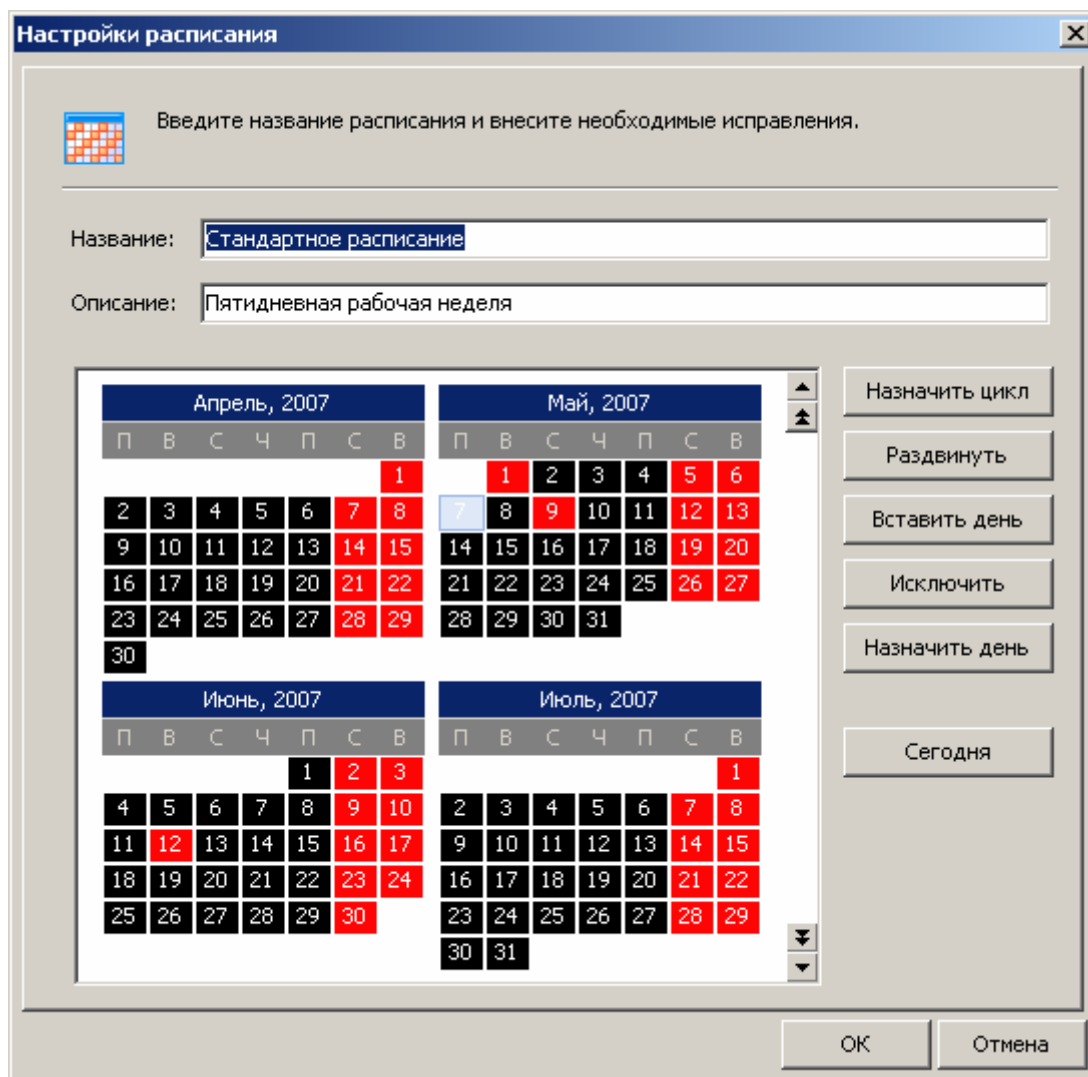 Настройки расписания
Введите название расписания и внесите необходимые исправления.
Название: Стандартное расписание
Описание: Пятидневная рабочая неделя
Апрель, 2007
П В С Ч П С В
1
2 3 4 5 6 7 8
9 10 11 12 13 14 15
16 17 18 19 20 21 22
23 24 25 26 27 28 29
30
Май, 2007
П В С Ч П С В
1 2 3 4 5 6
7 8 9 10 11 12 13
14 15 16 17 18 19 20
21 22 23 24 25 26 27
28 29 30 31
Июнь, 2007
П В С Ч П С В
1 2 3
4 5 6 7 8 9 10
11 12 13 14 15 16 17
18 19 20 21 22 23 24
25 26 27 28 29 30
Июль, 2007
П В С Ч П С В
1
2 3 4 5 6 7 8
9 10 11 12 13 14 15
16 17 18 19 20 21 22
23 24 25 26 27 28 29
30 31
Назначить цикл
Раздвинуть
Вставить день
Исключить
Назначить день
Сегодня
ОК
Отмена